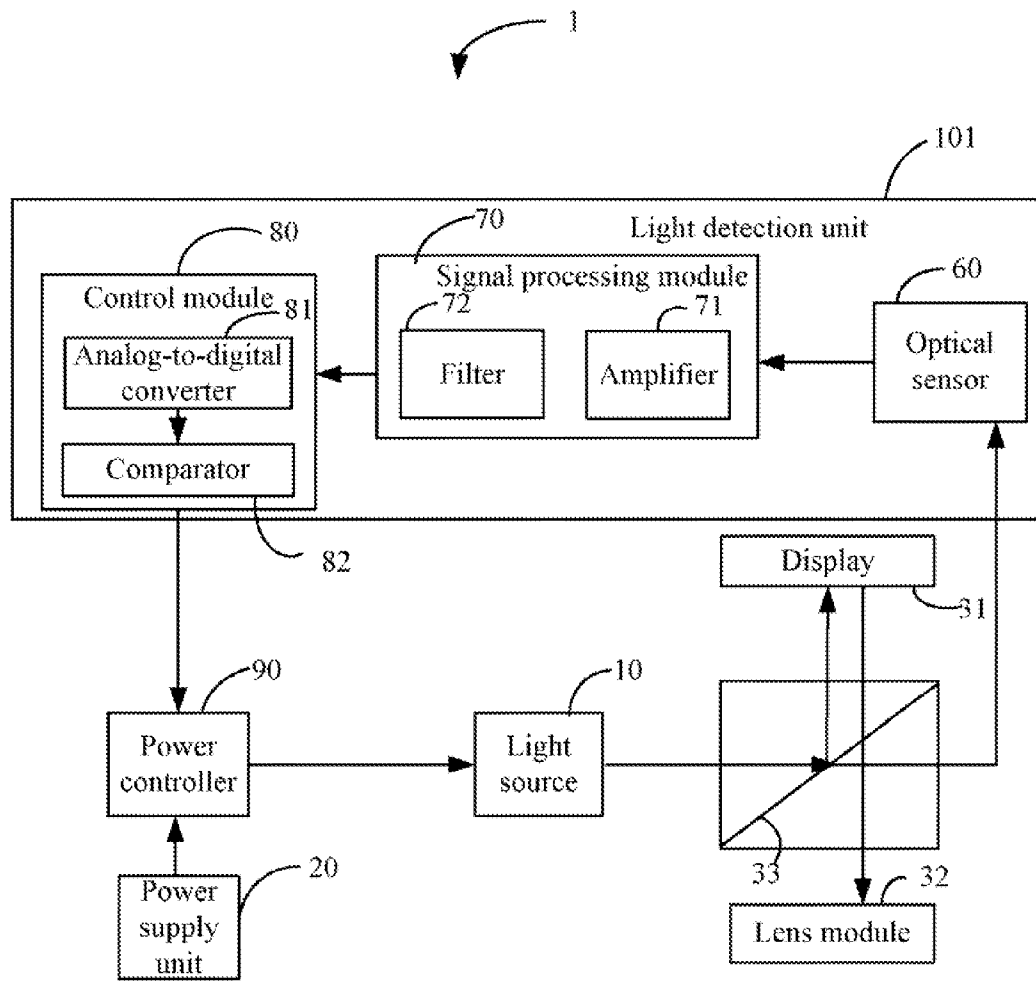 1
101
Light detection unit
80
Control module
81
Analog-to-digital
converter
Comparator
82
70
Signal processing module
72
Filter
71
Amplifier
60
Optical
sensor
Display
31
90
Power
controller
10
Light
source
33
20
Power
supply
unit
32
Lens module